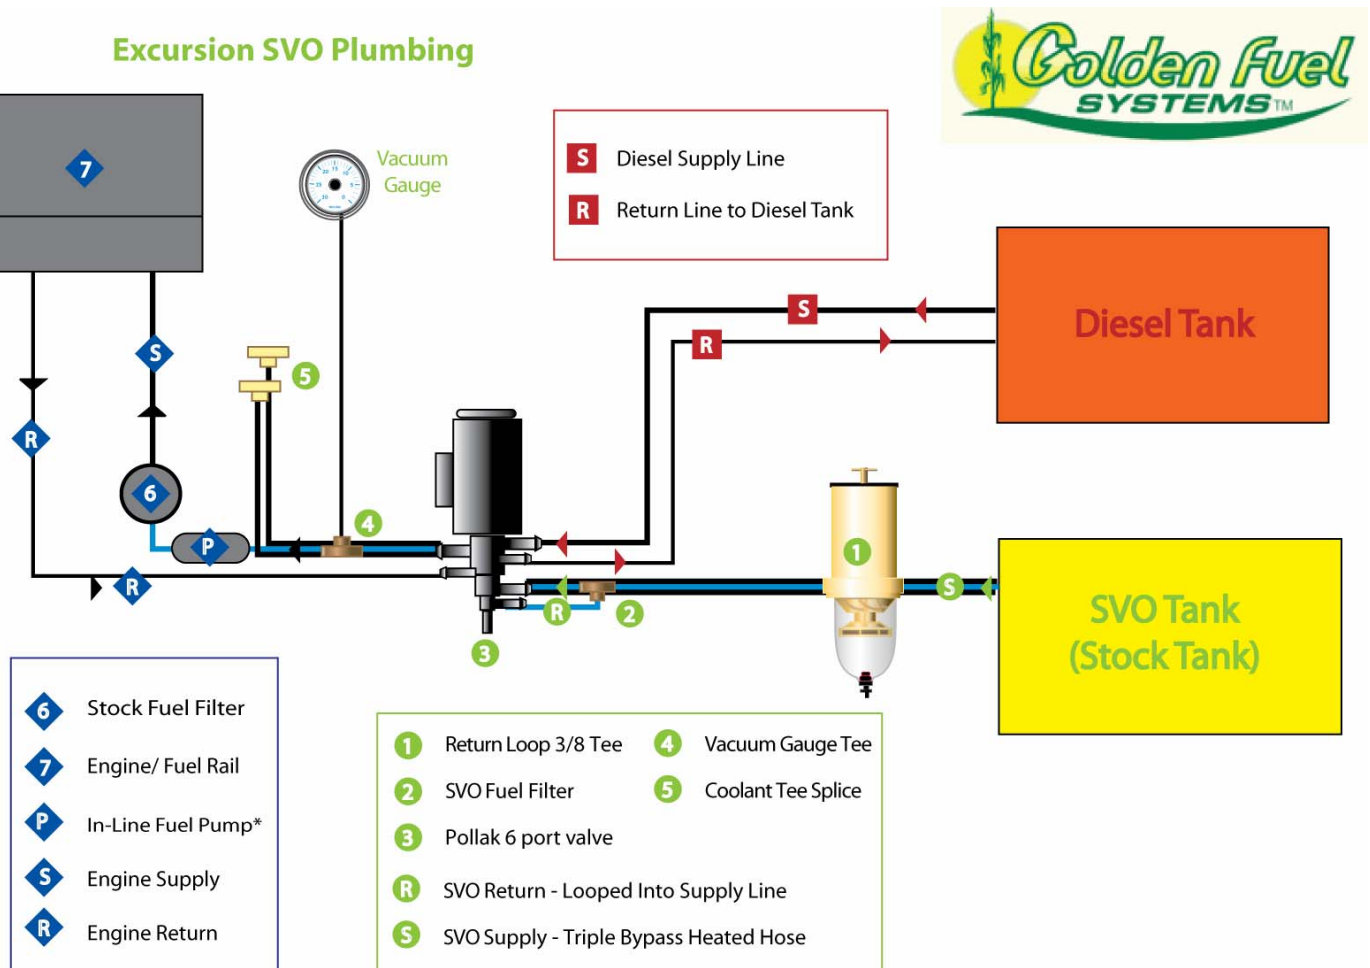 Excursion SVO Plumbing
Golden Fuel
SYSTEMS™
7
Vacuum
Gauge
S Diesel Supply Line
R Return Line to Diesel Tank
S
R
Diesel Tank
S
5
R
6
P
4
R
1
S
R
2
3
SVO Tank
(Stock Tank)
6 Stock Fuel Filter
7 Engine/ Fuel Rail
P In-Line Fuel Pump*
S Engine Supply
R Engine Return
1 Return Loop 3/8 Tee
4 Vacuum Gauge Tee
2 SVO Fuel Filter
5 Coolant Tee Splice
3 Pollak 6 port valve
R SVO Return - Looped Into Supply Line
S SVO Supply - Triple Bypass Heated Hose